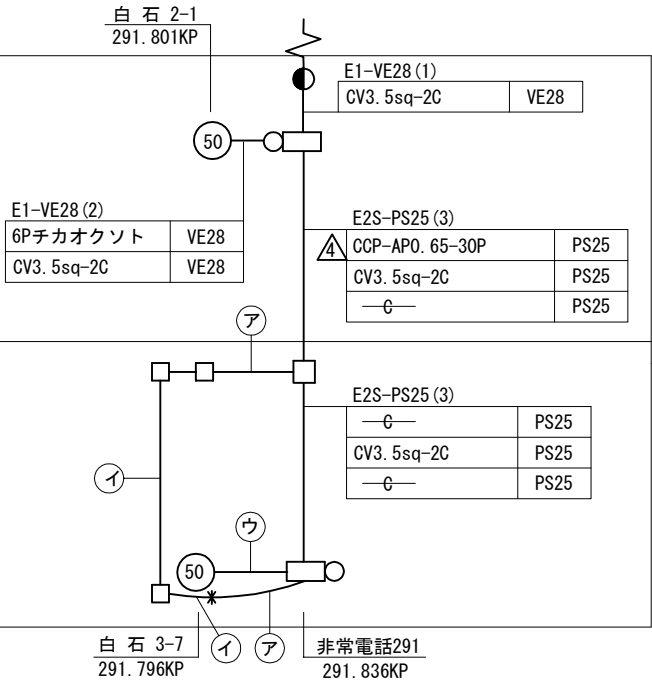 白 石 2-1
291.801KP
E1-VE28(1)
CV3.5sq-2C VE28
50
E1-VE28(2)
6Pチカオクソト VE28
CV3.5sq-2C VE28
E2S-PS25(3)
4 CCP-AP0.65-30P PS25
CV3.5sq-2C PS25
C PS25
ア
E2S-PS25(3)
C PS25
CV3.5sq-2C PS25
C PS25
イ
ウ
50
白 石 3-7
291.796KP
イ
ア
非常電話291
291.836KP